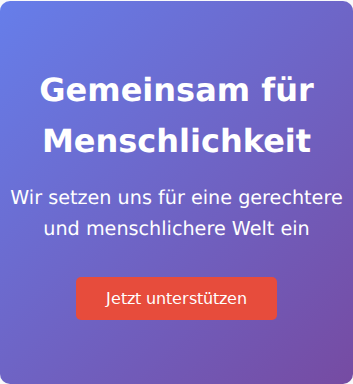 Gemeinsam für
Menschlichkeit
Wir setzen uns für eine gerechtere
und menschlichere Welt ein
Jetzt unterstützen